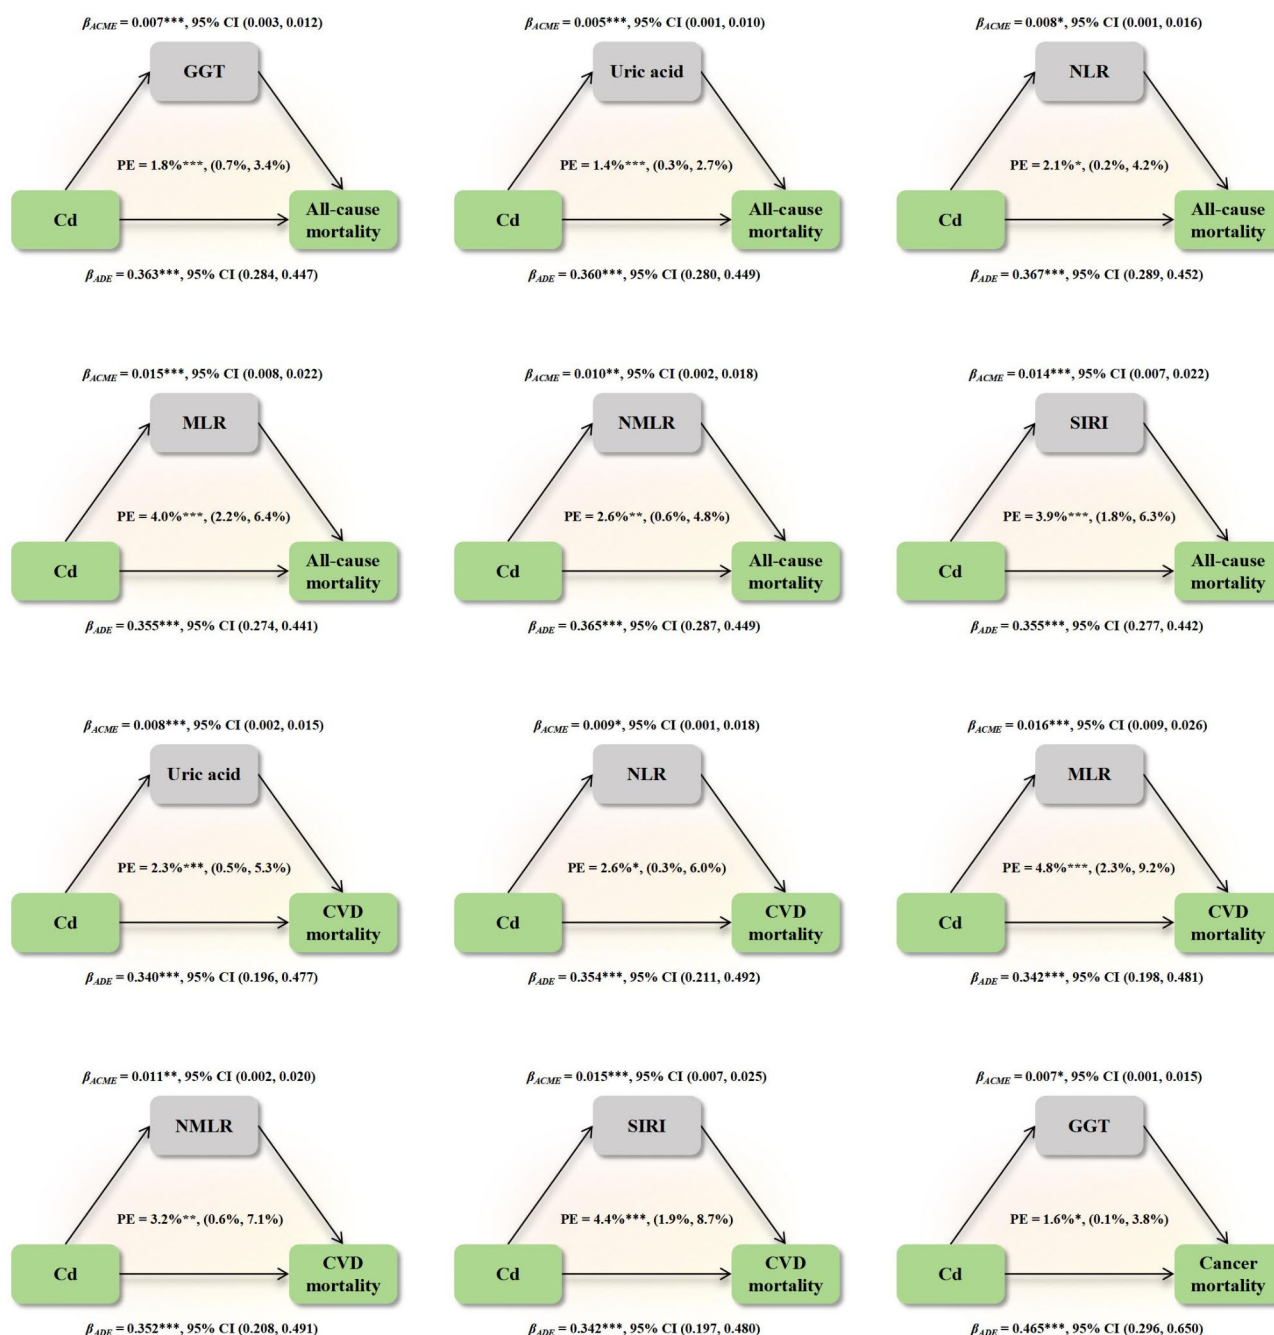 β_ACME = 0.007***, 95% CI (0.003, 0.012)
GGT
PE = 1.8%***, (0.7%, 3.4%)
Cd
All-cause
mortality
β_ADE = 0.363***, 95% CI (0.284, 0.447)
β_ACME = 0.005***, 95% CI (0.001, 0.010)
Uric acid
PE = 1.4%***, (0.3%, 2.7%)
Cd
All-cause
mortality
β_ADE = 0.360***, 95% CI (0.280, 0.449)
β_ACME = 0.008*, 95% CI (0.001, 0.016)
NLR
PE = 2.1%*, (0.2%, 4.2%)
Cd
All-cause
mortality
β_ADE = 0.367***, 95% CI (0.289, 0.452)
β_ACME = 0.015***, 95% CI (0.008, 0.022)
MLR
PE = 4.0%***, (2.2%, 6.4%)
Cd
All-cause
mortality
β_ADE = 0.355***, 95% CI (0.274, 0.441)
β_ACME = 0.010**, 95% CI (0.002, 0.018)
NMLR
PE = 2.6%**, (0.6%, 4.8%)
Cd
All-cause
mortality
β_ADE = 0.365***, 95% CI (0.287, 0.449)
β_ACME = 0.014***, 95% CI (0.007, 0.022)
SIRI
PE = 3.9%***, (1.8%, 6.3%)
Cd
All-cause
mortality
β_ADE = 0.355***, 95% CI (0.277, 0.442)
β_ACME = 0.008***, 95% CI (0.002, 0.015)
Uric acid
PE = 2.3%***, (0.5%, 5.3%)
Cd
CVD
mortality
β_ADE = 0.340***, 95% CI (0.196, 0.477)
β_ACME = 0.009*, 95% CI (0.001, 0.018)
NLR
PE = 2.6%*, (0.3%, 6.0%)
Cd
CVD
mortality
β_ADE = 0.354***, 95% CI (0.211, 0.492)
β_ACME = 0.016***, 95% CI (0.009, 0.026)
MLR
PE = 4.8%***, (2.3%, 9.2%)
Cd
CVD
mortality
β_ADE = 0.342***, 95% CI (0.198, 0.481)
β_ACME = 0.011**, 95% CI (0.002, 0.020)
NMLR
PE = 3.2%**, (0.6%, 7.1%)
Cd
CVD
mortality
β_ADE = 0.352***, 95% CI (0.208, 0.491)
β_ACME = 0.015***, 95% CI (0.007, 0.025)
SIRI
PE = 4.4%***, (1.9%, 8.7%)
Cd
CVD
mortality
β_ADE = 0.342***, 95% CI (0.197, 0.480)
β_ACME = 0.007*, 95% CI (0.001, 0.015)
GGT
PE = 1.6%*, (0.1%, 3.8%)
Cd
Cancer
mortality
β_ADE = 0.465***, 95% CI (0.296, 0.650)